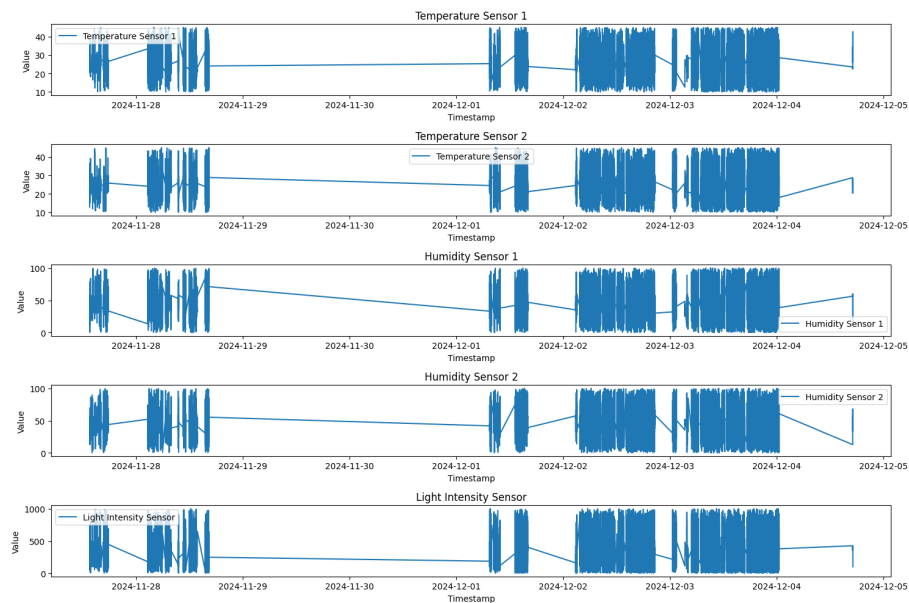 Temperature Sensor 1
Temperature Sensor 1
Value
40
30
20
10
2024-11-28 2024-11-29 2024-11-30 2024-12-01 2024-12-02 2024-12-03 2024-12-04 2024-12-05
Timestamp
Temperature Sensor 2
Temperature Sensor 2
Value
40
30
20
10
2024-11-28 2024-11-29 2024-11-30 2024-12-01 2024-12-02 2024-12-03 2024-12-04 2024-12-05
Timestamp
Humidity Sensor 1
Value
100
50
0
Humidity Sensor 1
2024-11-28 2024-11-29 2024-11-30 2024-12-01 2024-12-02 2024-12-03 2024-12-04 2024-12-05
Timestamp
Humidity Sensor 2
Humidity Sensor 2
Value
100
50
0
2024-11-28 2024-11-29 2024-11-30 2024-12-01 2024-12-02 2024-12-03 2024-12-04 2024-12-05
Timestamp
Light Intensity Sensor
Light Intensity Sensor
Value
1000
500
0
2024-11-28 2024-11-29 2024-11-30 2024-12-01 2024-12-02 2024-12-03 2024-12-04 2024-12-05
Timestamp